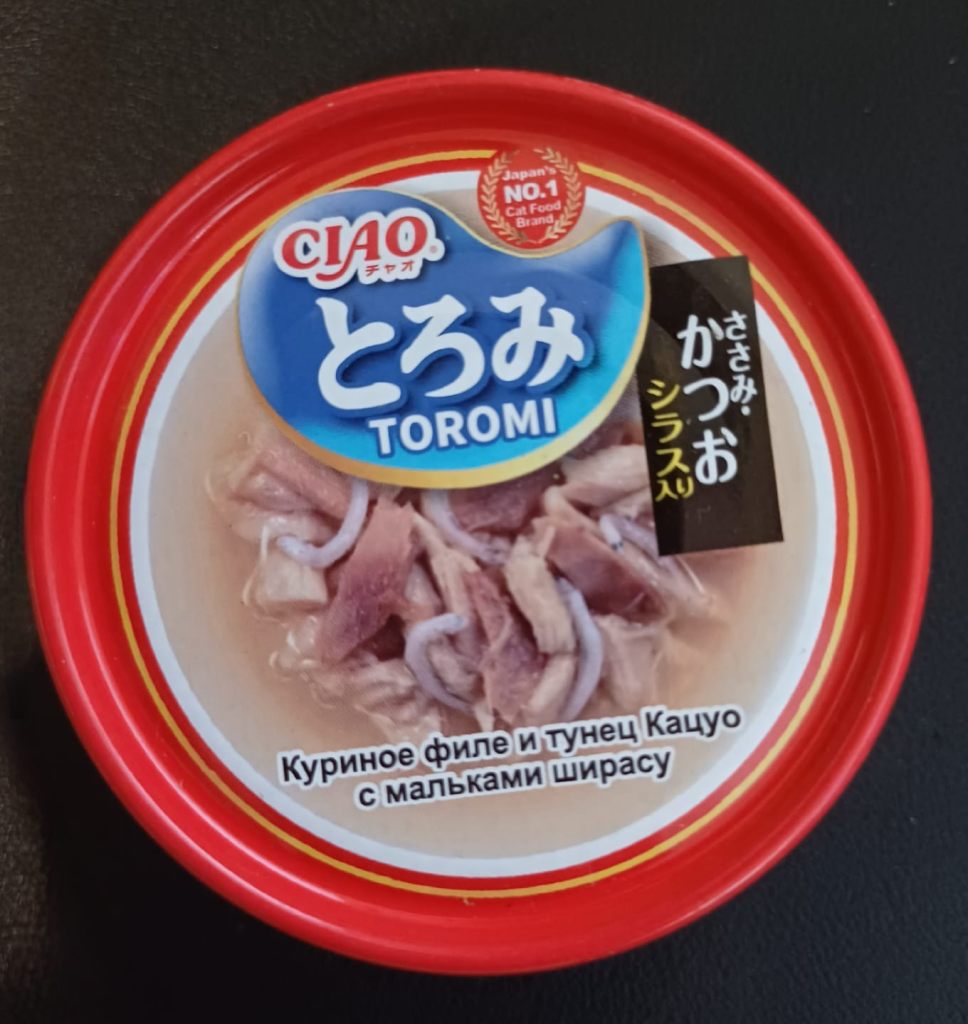 Japan's
NO.1
Cat Food
Brand
CIAO®
チャオ
とろみ
TOROMI
ささみ・
かつお
シラス入り
Куриное филе и тунец Кацуо
с мальками ширасу